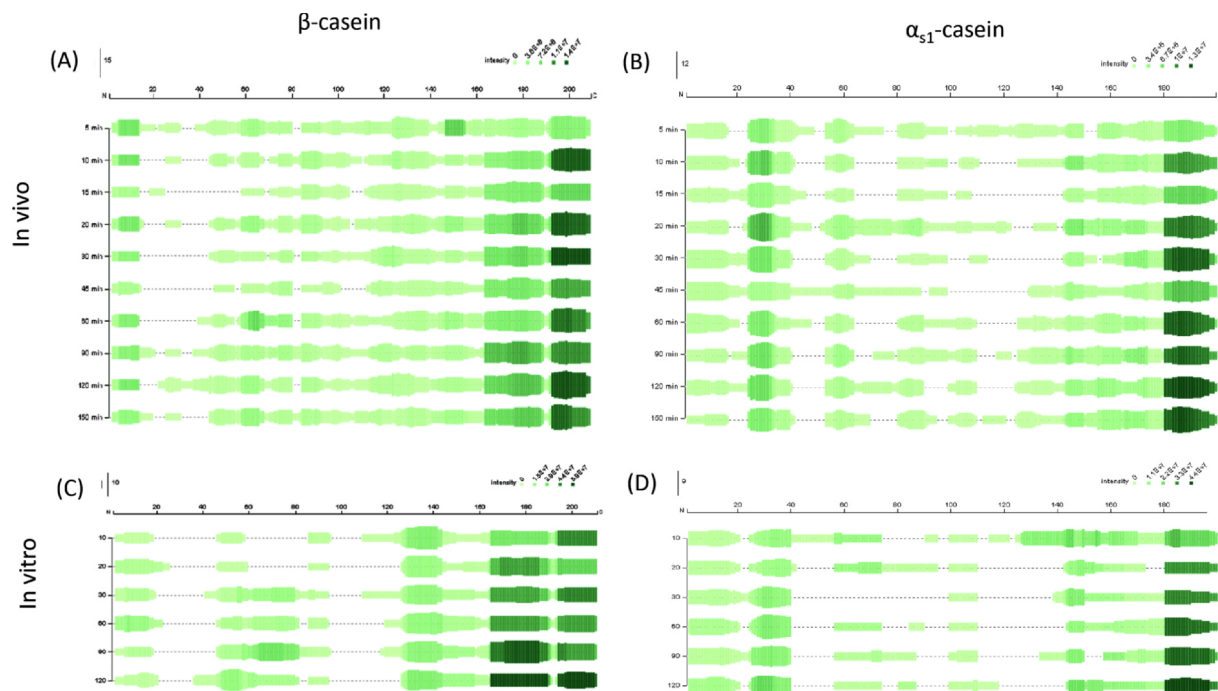 β-casein
αs1-casein
(A)
15
intensity
0
N 20 40 60 80 100 120 140 160 180 200 C
5 min
10 min
15 min
20 min
30 min
45 min
60 min
90 min
120 min
150 min
(B)
12
intensity
0
N 20 40 60 80 100 120 140 160 180
5 min
10 min
15 min
20 min
30 min
45 min
60 min
90 min
120 min
150 min
In vivo
(C)
10
intensity
N 20 40 60 80 100 120 140 160 180 200
10
20
30
60
90
120
(D)
9
intensity
0
N 20 40 60 80 100 120 140 160 180
10
20
30
60
90
120
In vitro